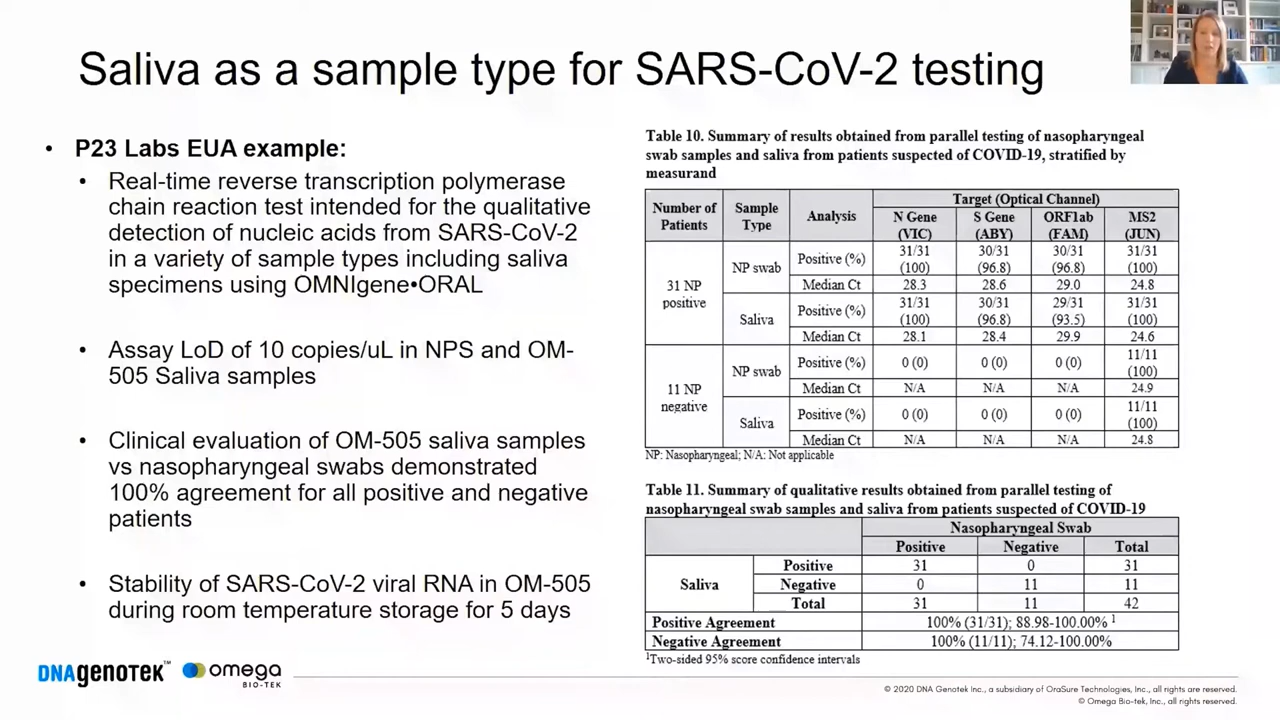 Saliva as a sample type for SARS-CoV-2 testing
• P23 Labs EUA example:
• Real-time reverse transcription polymerase
chain reaction test intended for the qualitative
detection of nucleic acids from SARS-CoV-2
in a variety of sample types including saliva
specimens using OMNIgene•ORAL
• Assay LoD of 10 copies/uL in NPS and OM-
505 Saliva samples
• Clinical evaluation of OM-505 saliva samples
vs nasopharyngeal swabs demonstrated
100% agreement for all positive and negative
patients
• Stability of SARS-CoV-2 viral RNA in OM-505
during room temperature storage for 5 days
Table 10. Summary of results obtained from parallel testing of nasopharyngeal
swab samples and saliva from patients suspected of COVID-19, stratified by
measurand
Number of Patients Sample Type Analysis Target (Optical Channel)
N Gene (VIC) S Gene (ABY) ORF1ab (FAM) MS2 (JUN)
31 NP positive NP swab Positive (%) 31/31 (100) 30/31 (96.8) 30/31 (96.8) 31/31 (100)
Median Ct 28.3 28.6 29.0 24.8
Saliva Positive (%) 31/31 (100) 30/31 (96.8) 29/31 (93.5) 31/31 (100)
Median Ct 28.1 28.4 29.9 24.6
11 NP negative NP swab Positive (%) 0 (0) 0 (0) 0 (0) 11/11 (100)
Median Ct N/A N/A N/A 24.9
Saliva Positive (%) 0 (0) 0 (0) 0 (0) 11/11 (100)
Median Ct N/A N/A N/A 24.8
NP: Nasopharyngeal; N/A: Not applicable
Table 11. Summary of qualitative results obtained from parallel testing of
nasopharyngeal swab samples and saliva from patients suspected of COVID-19
Nasopharyngeal Swab
Positive Negative Total
Saliva Positive 31 0 31
Negative 0 11 11
Total 31 11 42
Positive Agreement 100% (31/31); 88.98-100.00% 1
Negative Agreement 100% (11/11); 74.12-100.00%
1Two-sided 95% score confidence intervals
DNAgenotek™ omega
BIO-TEK
© 2020 DNA Genotek Inc., a subsidiary of OraSure Technologies, Inc., all rights are reserved.
© Omega Bio-tek, Inc., all rights reserved.